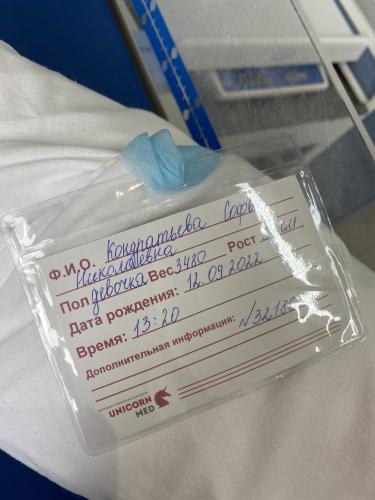 Ф.И.О. Кондратьева
Николаевна
Пол девочка Вес 3480 Рост
Дата рождения: 12.09.2022
Время: 13:20
Дополнительная информация:
UNICORN
MED